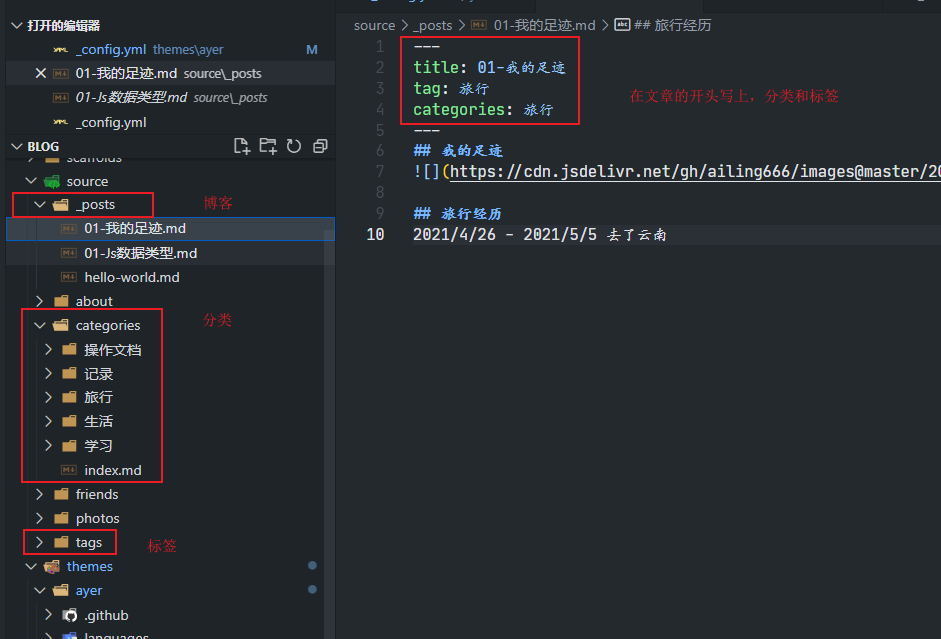 打开的编辑器
_config.yml themes\ayer M
01-我的足迹.md source\_posts
01-Js数据类型.md source\_posts
_config.yml
BLOG
scaffolds
source
_posts
博客
01-我的足迹.md
01-Js数据类型.md
hello-world.md
about
categories
分类
操作文档
记录
旅行
生活
学习
index.md
friends
photos
tags
标签
themes
ayer
.github
languages
source > _posts > 01-我的足迹.md > ## 旅行经历
1 ---
2 title: 01-我的足迹
3 tag: 旅行
4 categories: 旅行
5 ---
6 ## 我的足迹
7 ![](https://cdn.jsdelivr.net/gh/ailing666/images@master/20
8
9 ## 旅行经历
10 2021/4/26 - 2021/5/5 去了云南
在文章的开头写上，分类和标签